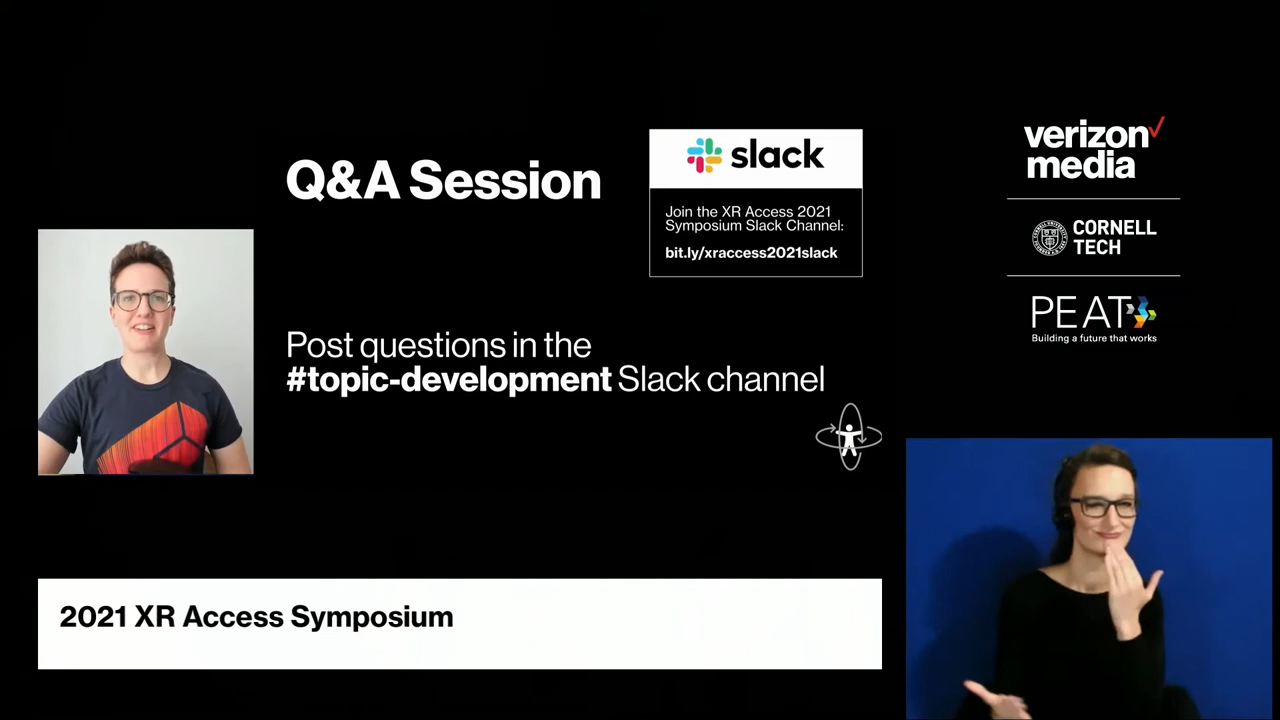 Q&A Session
slack
Join the XR Access 2021
Symposium Slack Channel:
bit.ly/xraccess2021slack
Post questions in the
#topic-development Slack channel
verizon
media
CORNELL
TECH
PEAT
Building a future that works
2021 XR Access Symposium